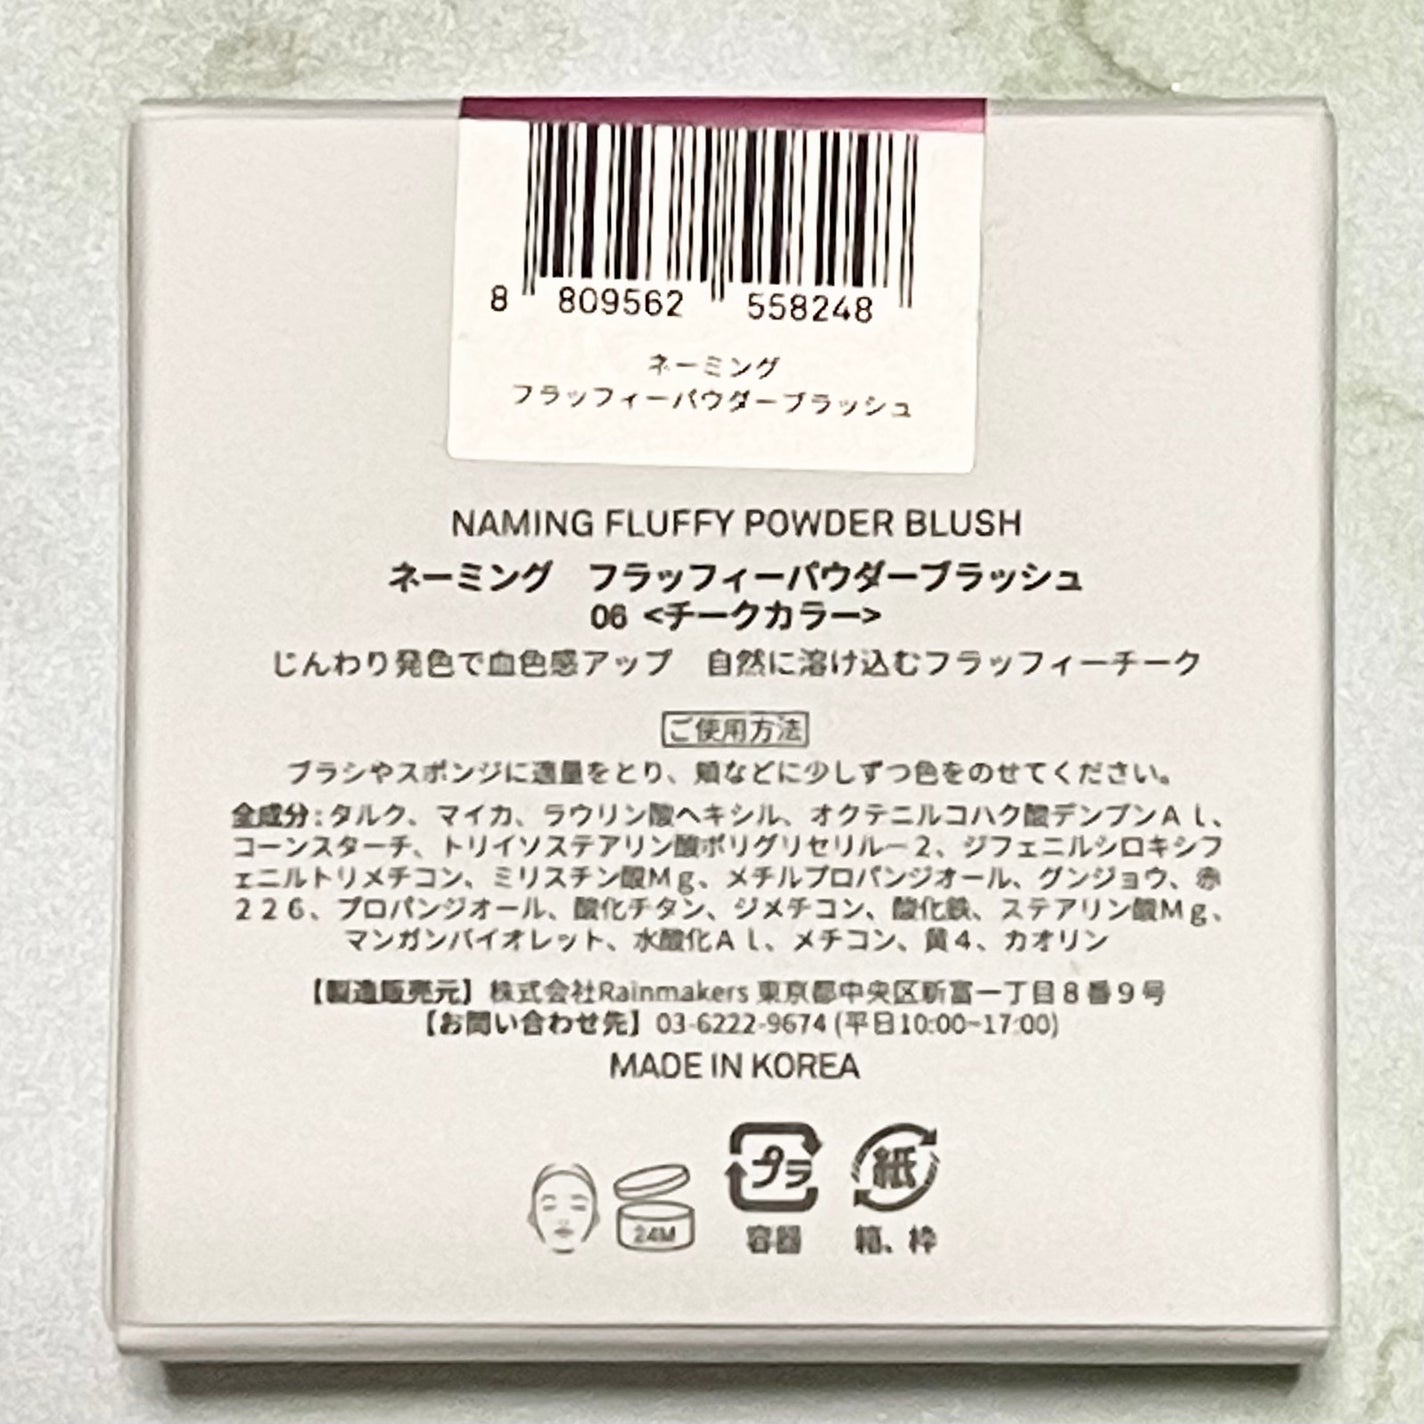 8 809562 558248
ネーミング
フラッフィーパウダーブラッシュ
NAMING FLUFFY POWDER BLUSH
ネーミング　フラッフィーパウダーブラッシュ
06 <チークカラー>
じんわり発色で血色感アップ　自然に溶け込むフラッフィーチーク
ご使用方法
ブラシやスポンジに適量をとり、頬などに少しずつ色をのせてください。
全成分：タルク、マイカ、ラウリン酸ヘキシル、オクテニルコハク酸デンプンＡｌ、
コーンスターチ、トリイソステアリン酸ポリグリセリル－２、ジフェニルシロキシフ
ェニルトリメチコン、ミリスチン酸Ｍｇ、メチルプロパンジオール、グンジョウ、赤
２２６、プロパンジオール、酸化チタン、ジメチコン、酸化鉄、ステアリン酸Ｍｇ、
マンガンバイオレット、水酸化Ａｌ、メチコン、黄４、カオリン
【製造販売元】株式会社Rainmakers 東京都中央区新富一丁目８番９号
【お問い合わせ先】03-6222-9674 (平日10:00~17:00)
MADE IN KOREA
24M
プラ
紙
容器
箱、枠